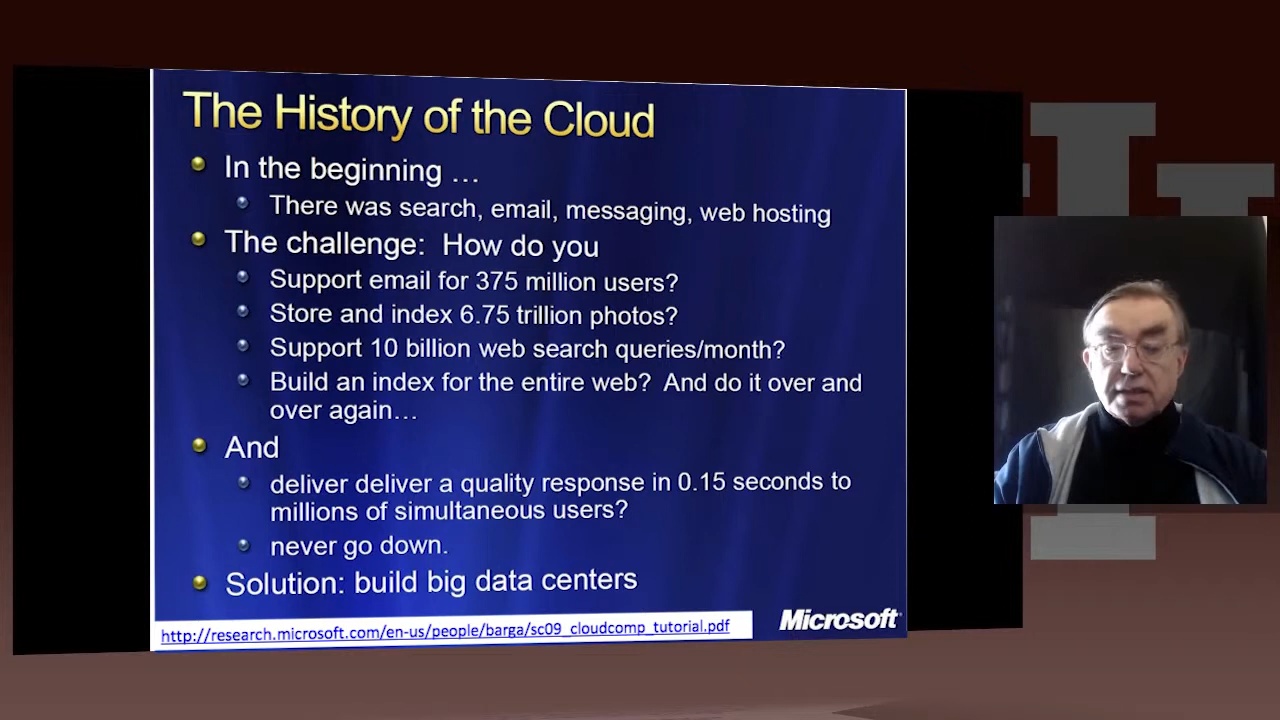 The History of the Cloud
In the beginning …
There was search, email, messaging, web hosting
The challenge: How do you
Support email for 375 million users?
Store and index 6.75 trillion photos?
Support 10 billion web search queries/month?
Build an index for the entire web? And do it over and
over again…
And
deliver deliver a quality response in 0.15 seconds to
millions of simultaneous users?
never go down.
Solution: build big data centers
http://research.microsoft.com/en-us/people/barga/sc09_cloudcomp_tutorial.pdf
Microsoft